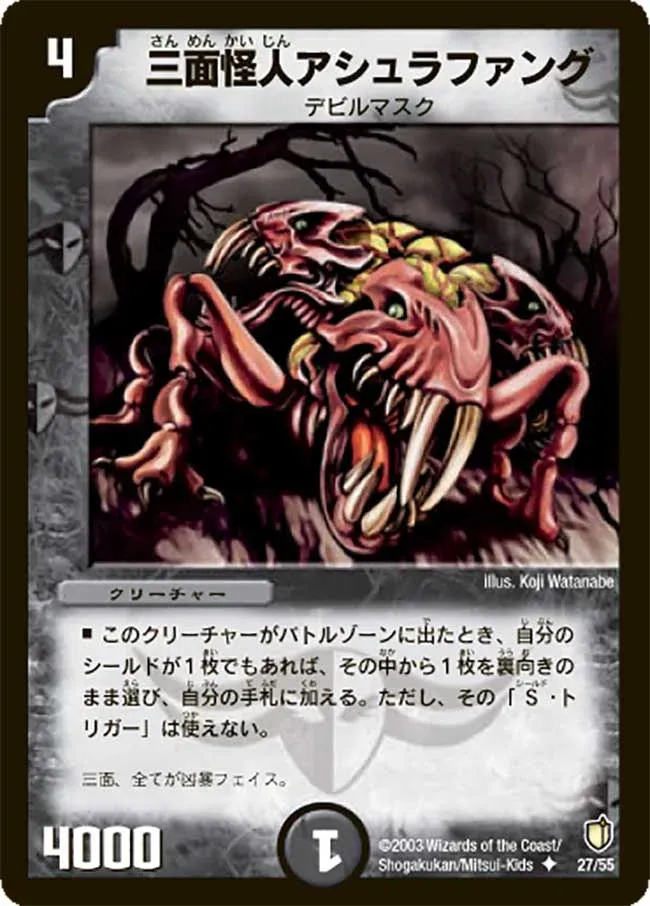 さん めん かい じん
4 三面怪人アシュラファング
デビルマスク
illus. Koji Watanabe
クリーチャー
■ このクリーチャーがバトルゾーンに出たとき、自分の
シールドが1枚でもあれば、その中から1枚を裏向きの
まま選び、自分の手札に加える。ただし、その「S・ト
リガー」は使えない。
三面、全てが凶暴フェイス。
4000
1
©2003 Wizards of the Coast/
Shogakukan/Mitsui-Kids 27/55